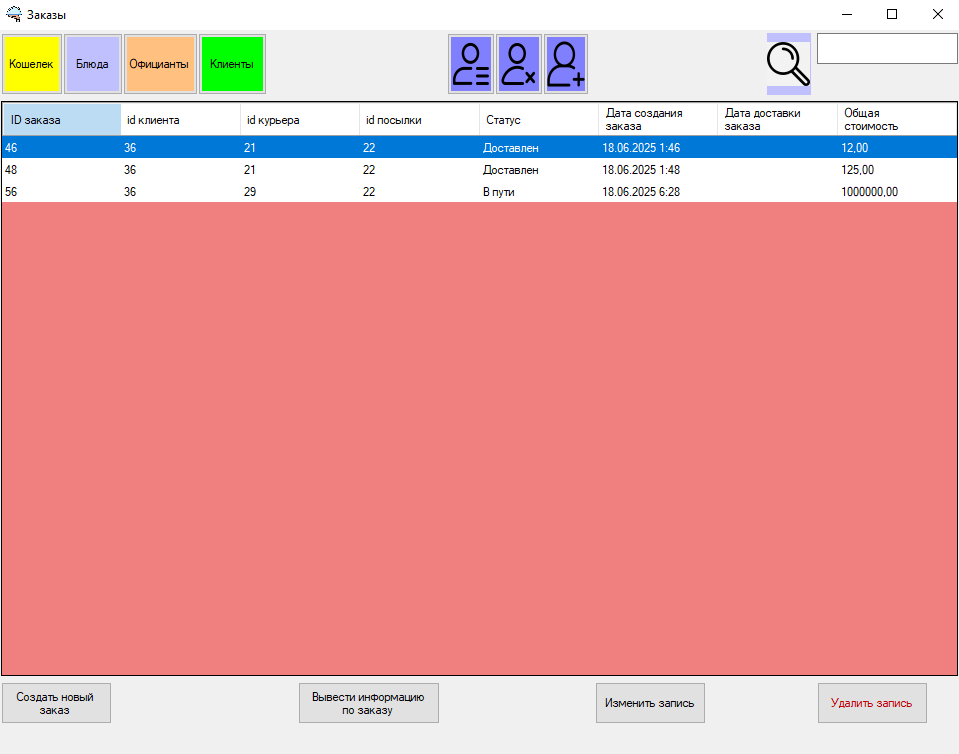 Заказы
Кошелек
Блюда
Официанты
Клиенты
ID заказа id клиента id курьера id посылки Статус Дата создания заказа Дата доставки заказа Общая стоимость
46 36 21 22 Доставлен 18.06.2025 1:46 12,00
48 36 21 22 Доставлен 18.06.2025 1:48 125,00
56 36 29 22 В пути 18.06.2025 6:28 1000000,00
Создать новый
заказ
Вывести информацию
по заказу
Изменить запись
Удалить запись